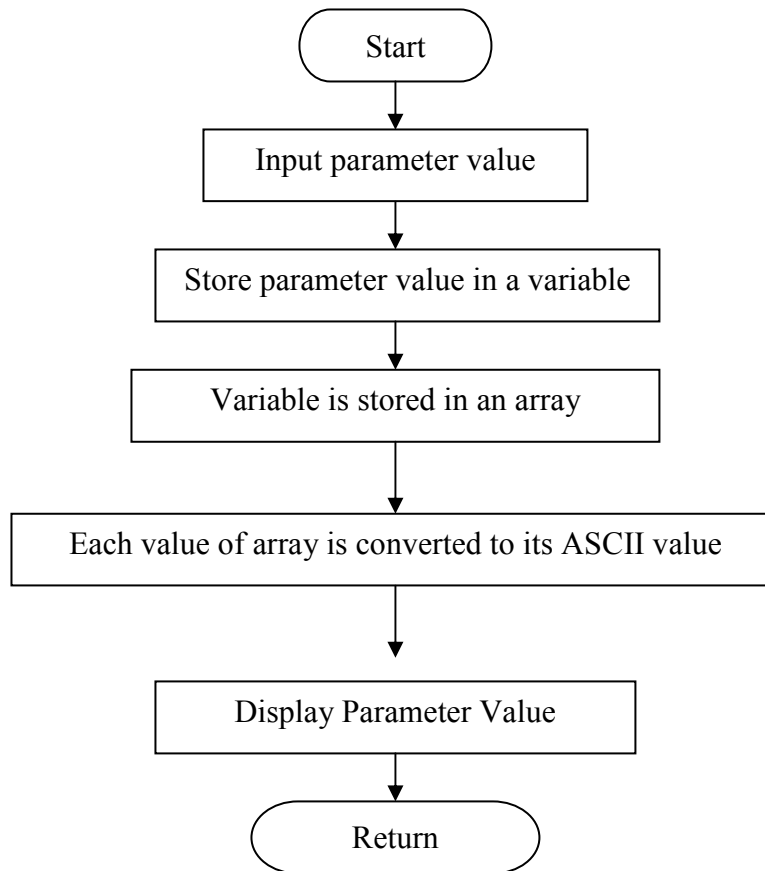 Start
Input parameter value
Store parameter value in a variable
Variable is stored in an array
Each value of array is converted to its ASCII value
Display Parameter Value
Return